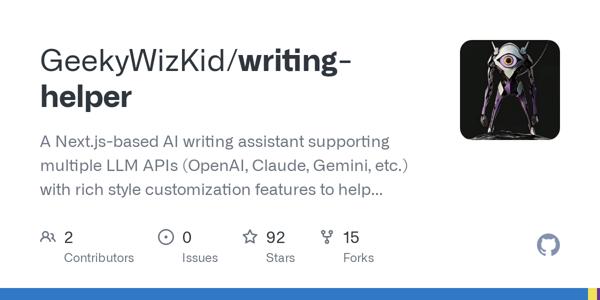 GeekyWizKid/writing-
helper
A Next.js-based AI writing assistant supporting
multiple LLM APIs (OpenAI, Claude, Gemini, etc.)
with rich style customization features to help...
2 0 92 15
Contributors Issues Stars Forks